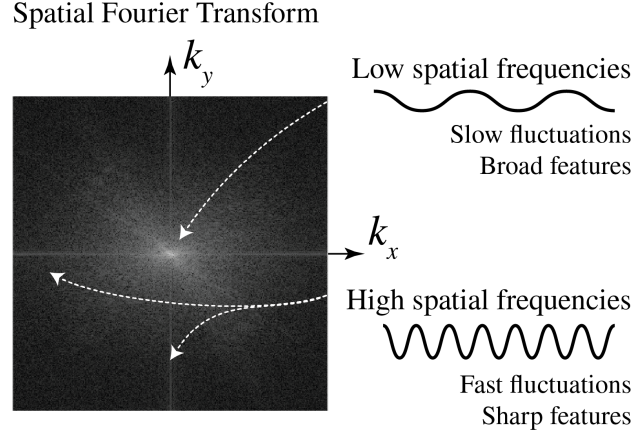 Spatial Fourier Transform
k_y
Low spatial frequencies
Slow fluctuations
Broad features
k_x
High spatial frequencies
Fast fluctuations
Sharp features